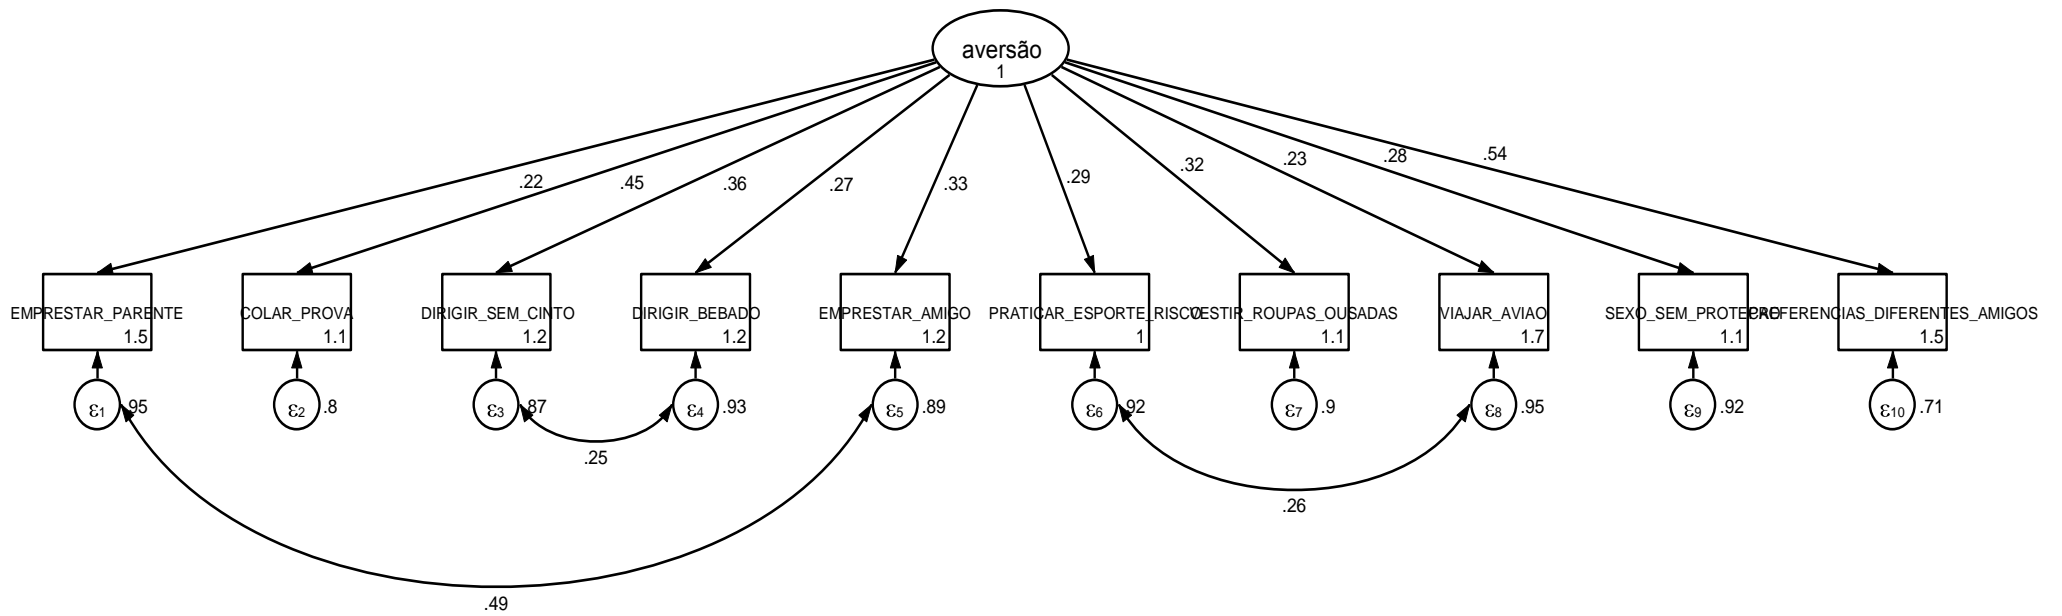 aversão
1
.22
.45
.36
.27
.33
.29
.32
.23
.28
.54
EMPRESTAR_PARENTE
1.5
COLAR_PROVA
1.1
DIRIGIR_SEM_CINTO
1.2
DIRIGIR_BEBADO
1.2
EMPRESTAR_AMIGO
1.2
PRATICAR_ESPORTE_RISCO
1
VESTIR_ROUPAS_OUSADAS
1.1
VIAJAR_AVIAO
1.7
SEXO_SEM_PROTECAO
1.1
PREFERENCIAS_DIFERENTES_AMIGOS
1.5
ε1 .95
ε2 .8
ε3 .87
ε4 .93
ε5 .89
ε6 .92
ε7 .9
ε8 .95
ε9 .92
ε10 .71
.25
.26
.49